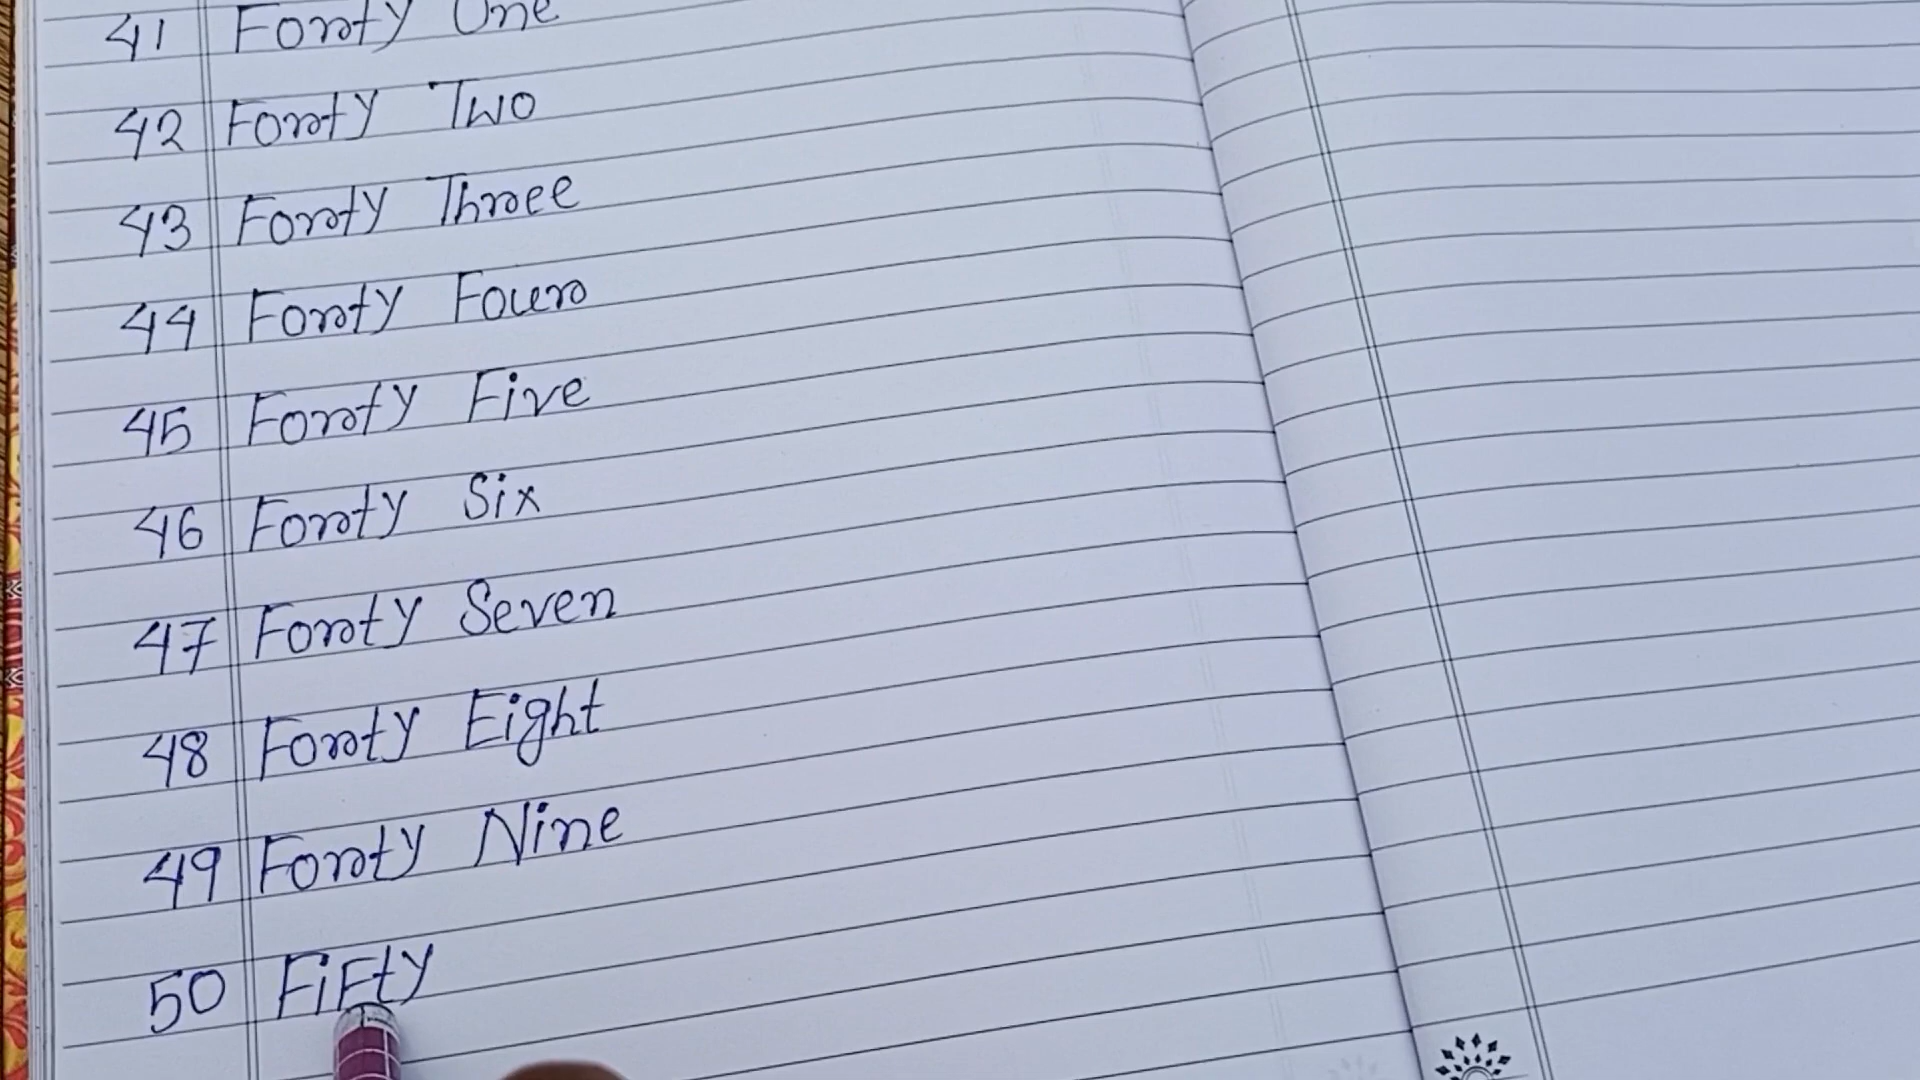 41 Forty One
42 Forty Two
43 Forty Three
44 Forty Four
45 Forty Five
46 Forty Six
47 Forty Seven
48 Forty Eight
49 Forty Nine
50 FiFty